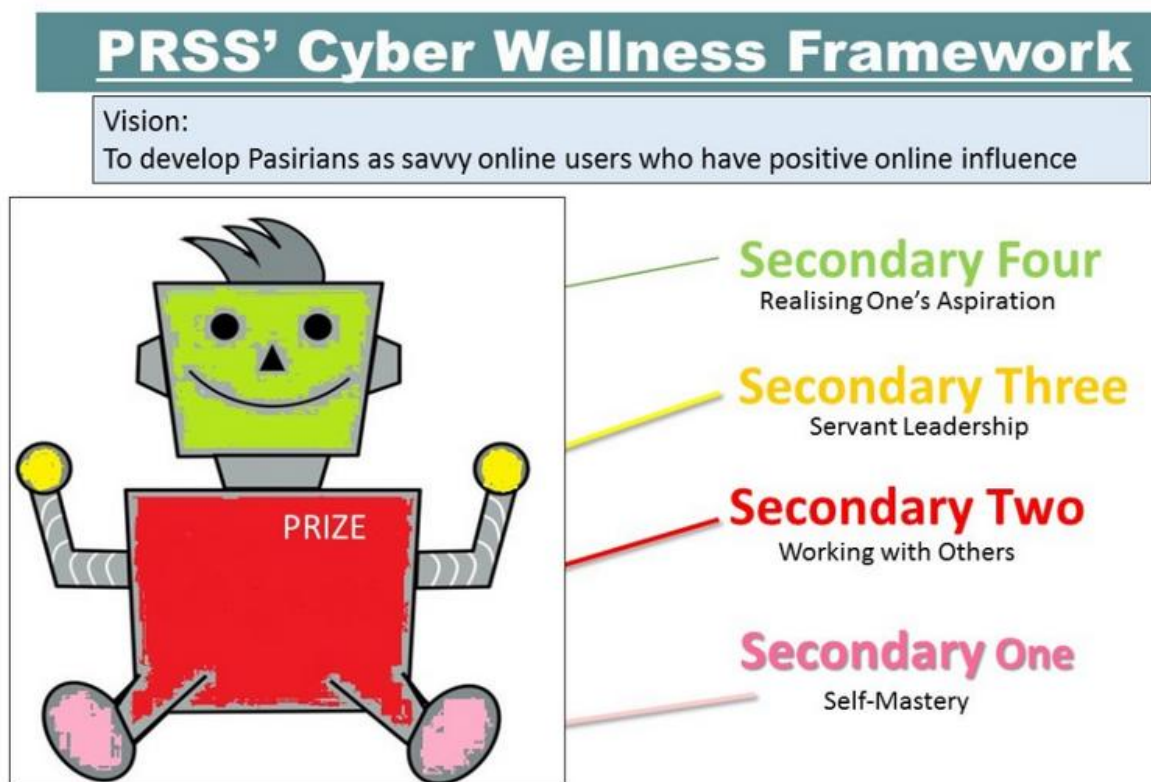 PRSS’ Cyber Wellness Framework
Vision:
To develop Pasirians as savvy online users who have positive online influence
PRIZE
Secondary Four
Realising One’s Aspiration
Secondary Three
Servant Leadership
Secondary Two
Working with Others
Secondary One
Self-Mastery